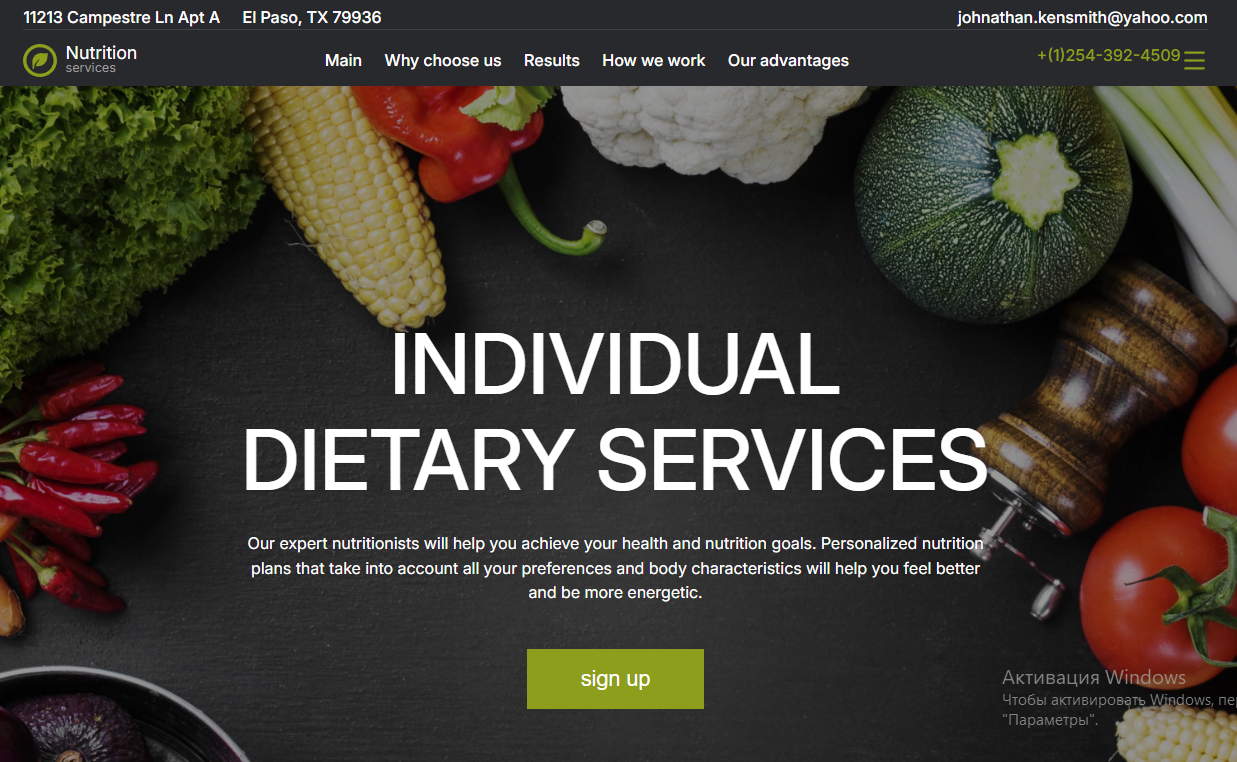 11213 Campestre Ln Apt A El Paso, TX 79936 johnathan.kensmith@yahoo.com
Nutrition
services
Main Why choose us Results How we work Our advantages +(1)254-392-4509
INDIVIDUAL
DIETARY SERVICES
Our expert nutritionists will help you achieve your health and nutrition goals. Personalized nutrition
plans that take into account all your preferences and body characteristics will help you feel better
and be more energetic.
sign up
Активация Windows
Чтобы активировать Windows, пер
"Параметры".